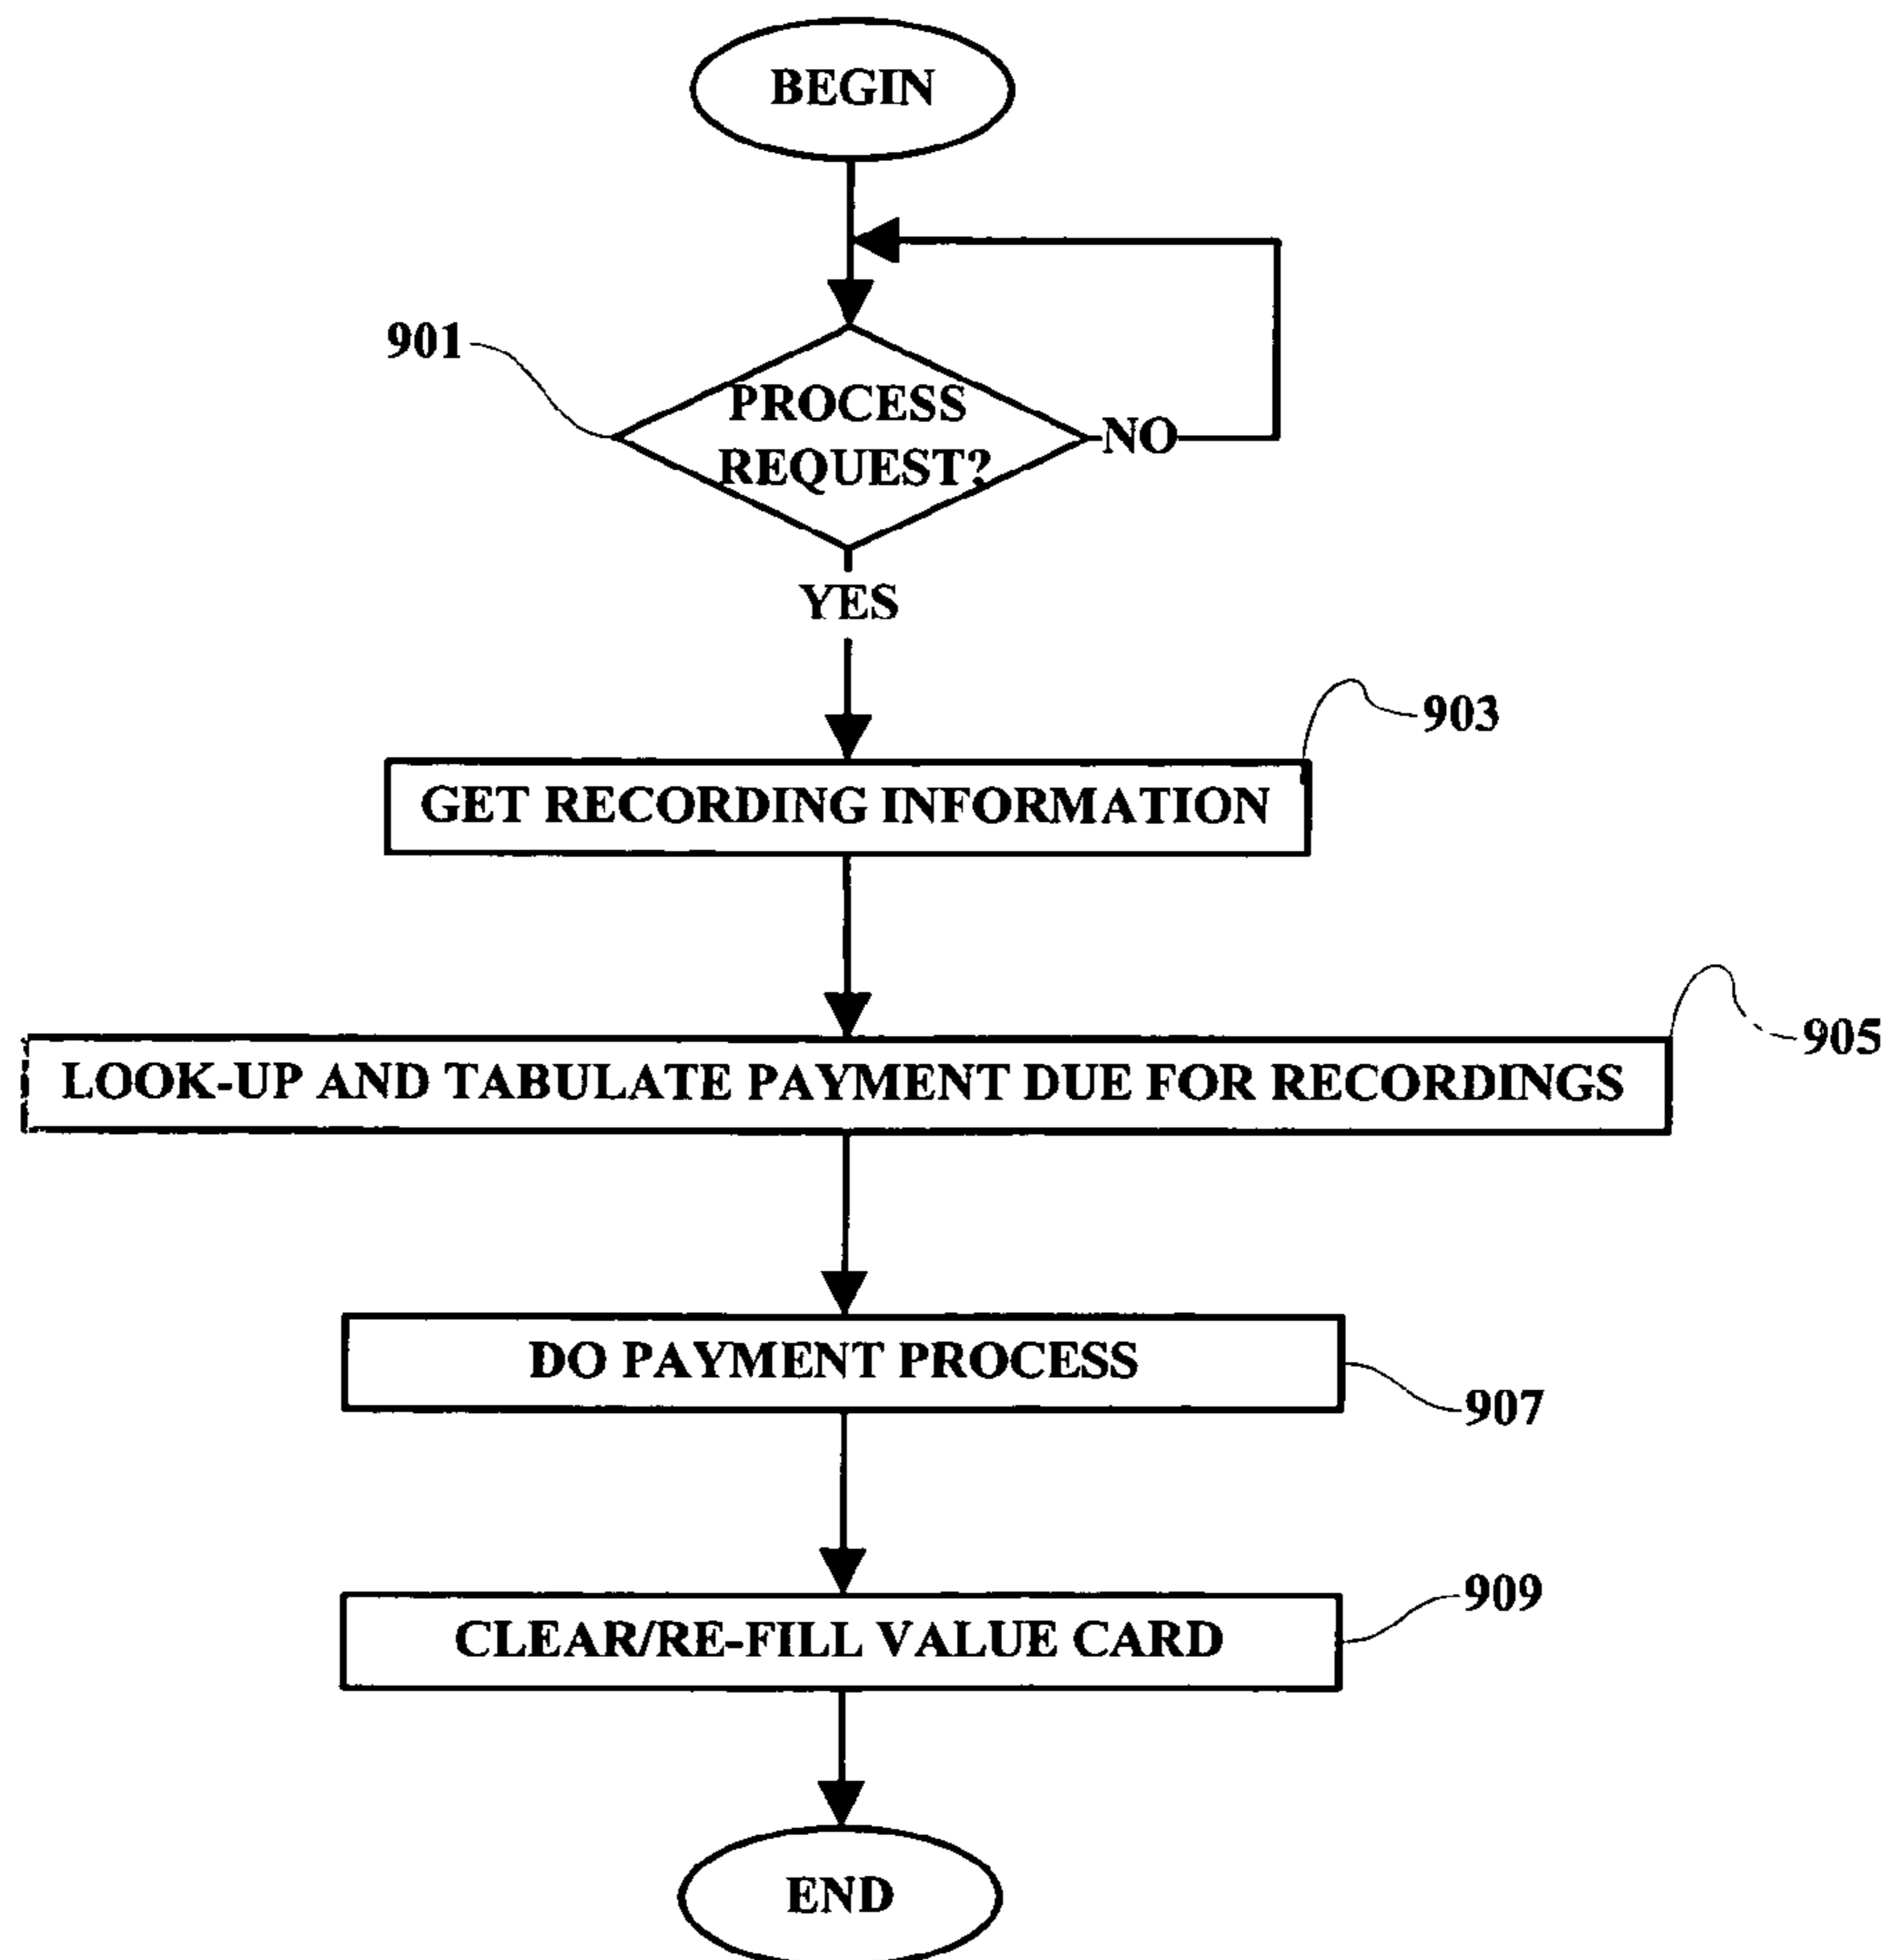 BEGIN
901
PROCESS
REQUEST?
NO
YES
903
GET RECORDING INFORMATION
905
LOOK-UP AND TABULATE PAYMENT DUE FOR RECORDINGS
DO PAYMENT PROCESS
907
909
CLEAR/RE-FILL VALUE CARD
END